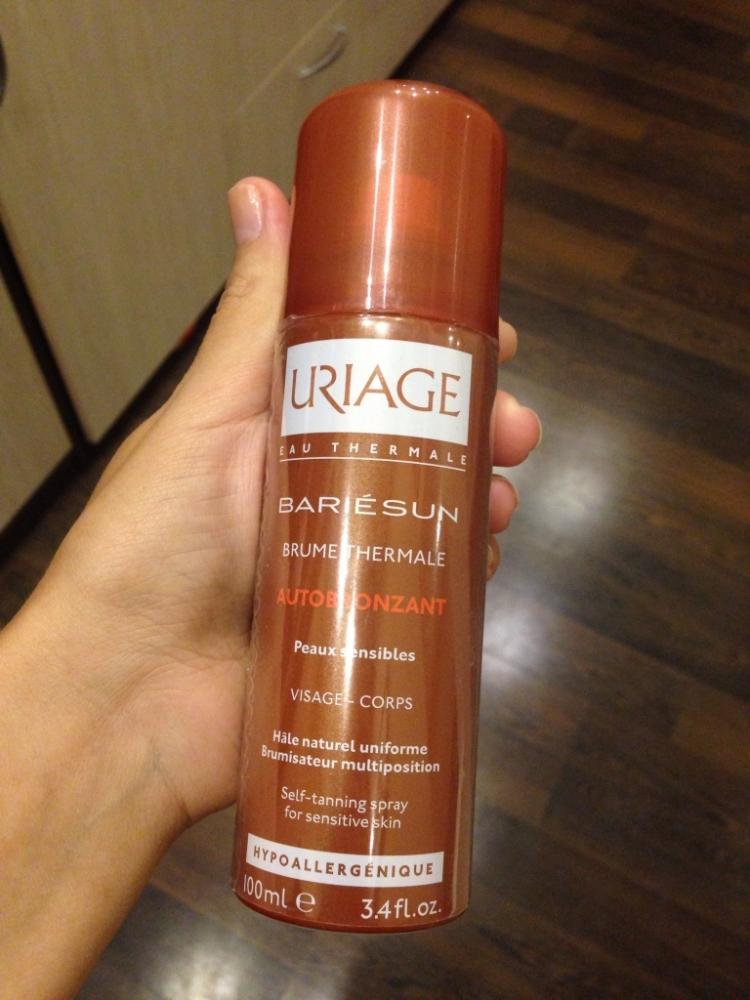 URIAGE
EAU THERMALE
BARIÉSUN
BRUME THERMALE
AUTOBRONZANT
Peaux sensibles
VISAGE - CORPS
Hâle naturel uniforme
Brumisateur multiposition
Self-tanning spray
for sensitive skin
HYPOALLERGÉNIQUE
100ml e 3.4fl.oz.